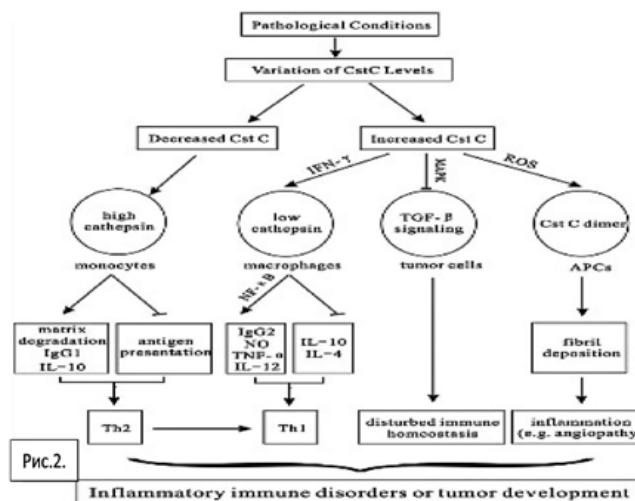 Pathological Conditions
Variation of CstC Levels
Decreased Cst C
Increased Cst C
IFN-γ
MAPK
ROS
high
cathepsin
low
cathepsin
TGF-β
signaling
Cst C dimer
monocytes
macrophages
tumor cells
APCs
NF-κB
matrix
degradation
IgG1
IL-10
antigen
presentation
IgG2
NO
TNF-α
IL-12
IL-10
IL-4
fibril
deposition
Th2
Th1
disturbed immune
homeostasis
inflammation
(e.g. angiopathy)
Рис.2.
Inflammatory immune disorders or tumor development